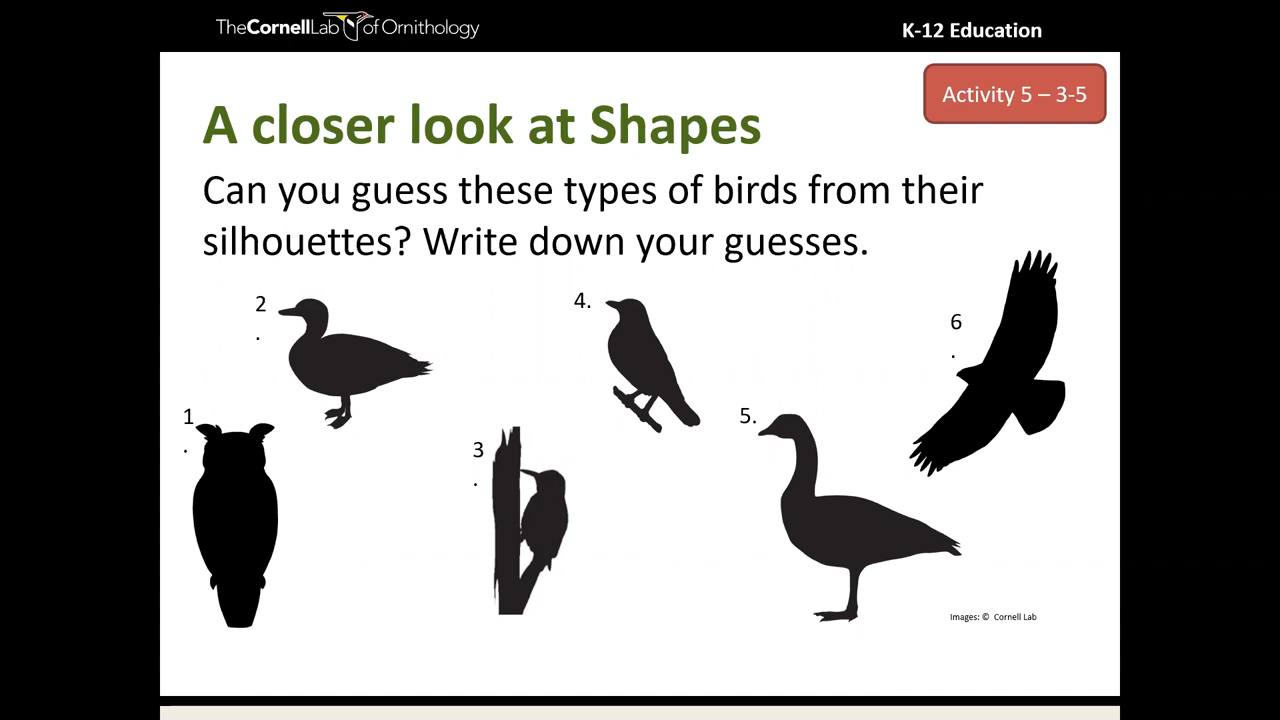 TheCornellLab of Ornithology
K-12 Education
Activity 5 – 3-5
A closer look at Shapes
Can you guess these types of birds from their
silhouettes? Write down your guesses.
2
.
4.
6
.
1
.
3
.
5.
Images: © Cornell Lab